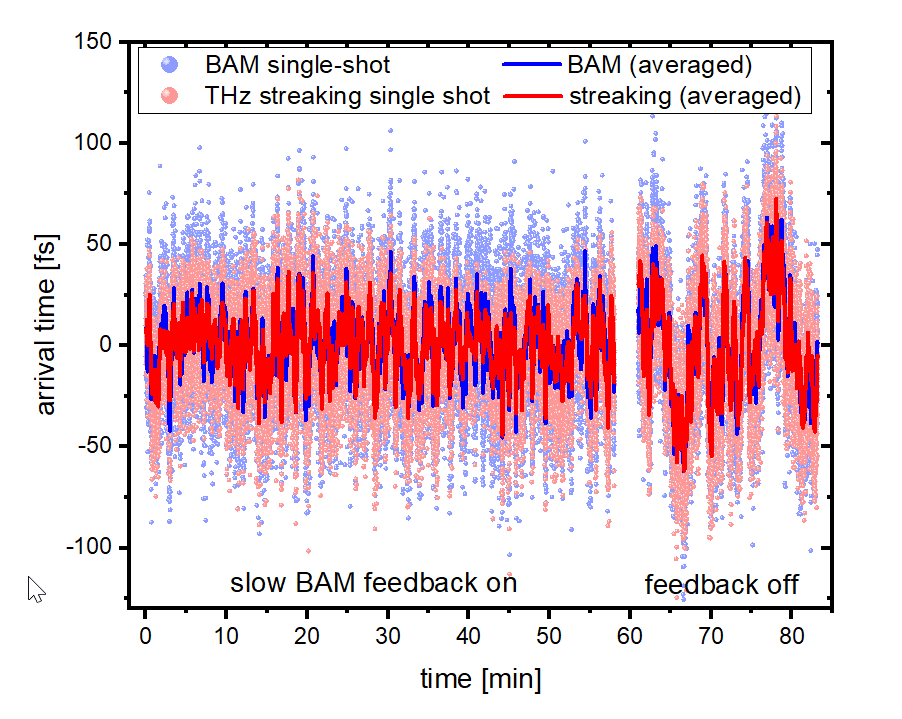 BAM single-shot
BAM (averaged)
THz streaking single shot
streaking (averaged)
150
100
50
0
-50
-100
arrival time [fs]
slow BAM feedback on
feedback off
0 10 20 30 40 50 60 70 80
time [min]